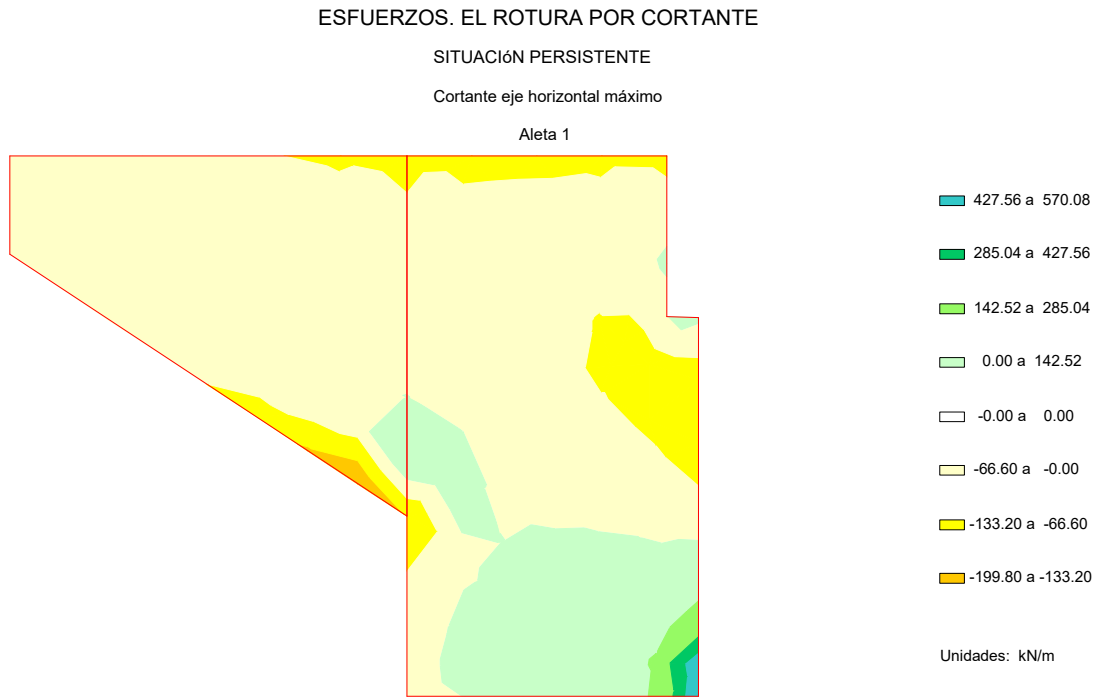 ESFUERZOS. EL ROTURA POR CORTANTE
SITUACIóN PERSISTENTE
Cortante eje horizontal máximo
Aleta 1
427.56 a 570.08
285.04 a 427.56
142.52 a 285.04
0.00 a 142.52
-0.00 a 0.00
-66.60 a -0.00
-133.20 a -66.60
-199.80 a -133.20
Unidades: kN/m